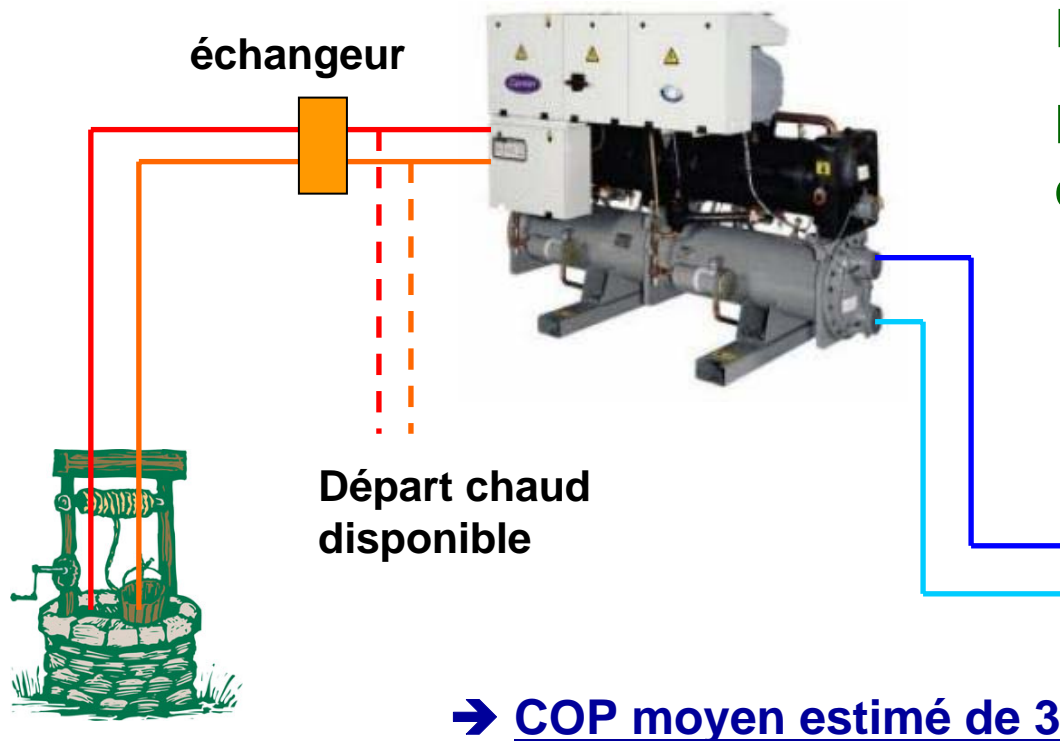 échangeur
Départ chaud
disponible
➔ COP moyen estimé de 3